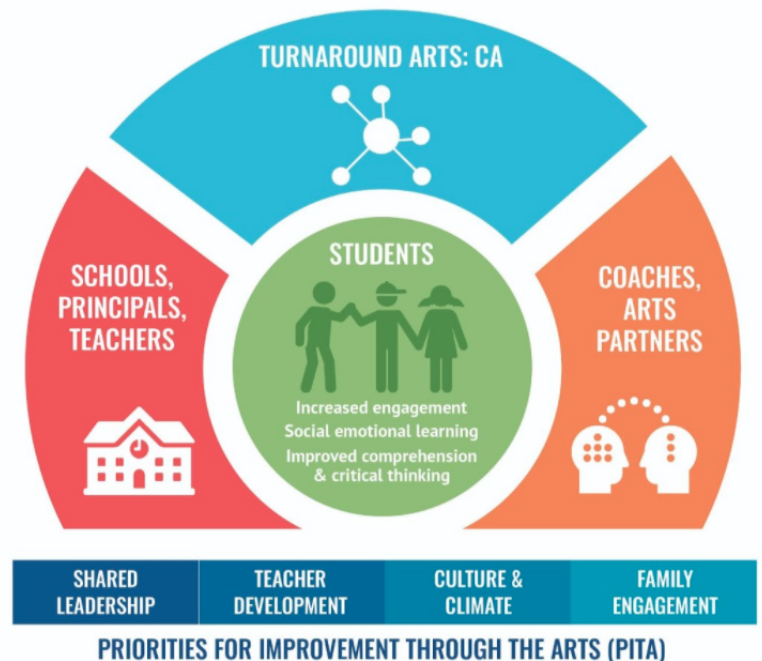 TURNAROUND ARTS: CA
SCHOOLS,
PRINCIPALS,
TEACHERS
STUDENTS
Increased engagement
Social emotional learning
Improved comprehension
& critical thinking
COACHES,
ARTS
PARTNERS
SHARED
LEADERSHIP
TEACHER
DEVELOPMENT
CULTURE &
CLIMATE
FAMILY
ENGAGEMENT
PRIORITIES FOR IMPROVEMENT THROUGH THE ARTS (PITA)